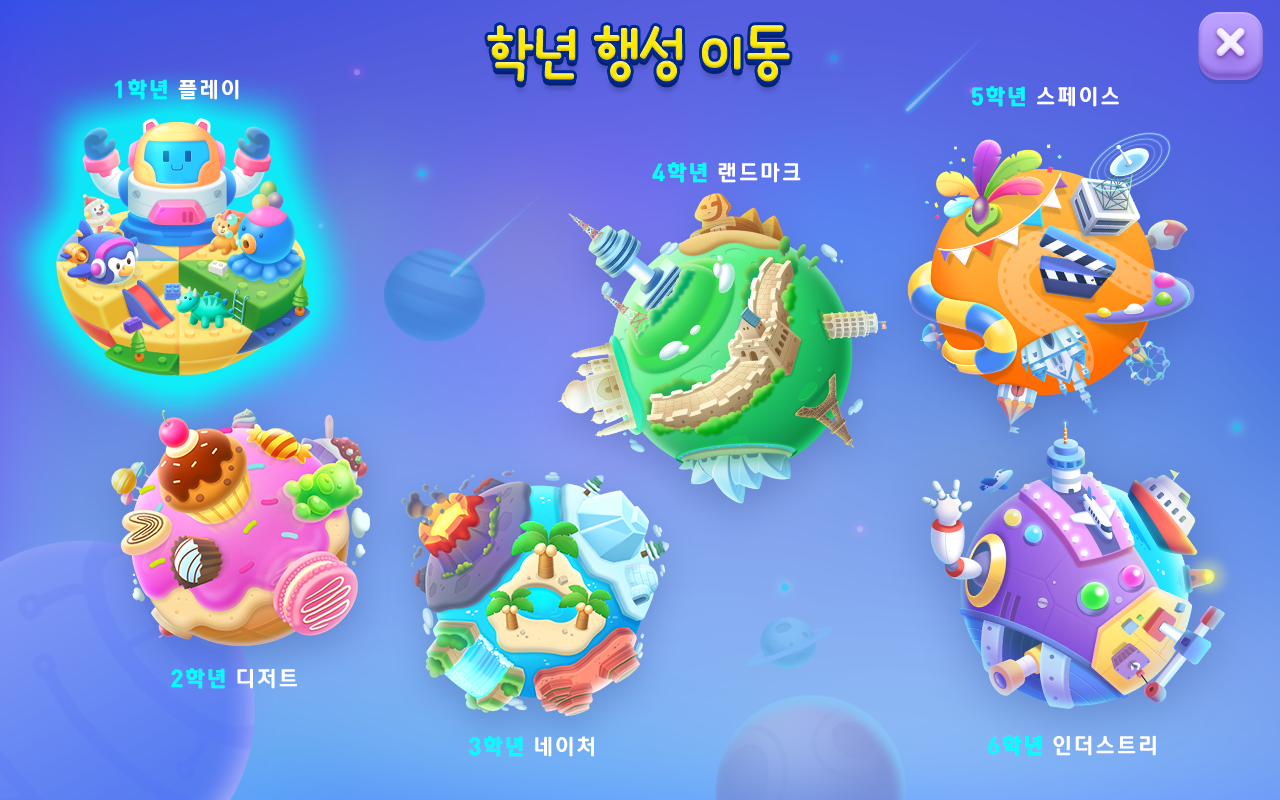 학년 행성 이동
1학년 플레이
5학년 스페이스
4학년 랜드마크
2학년 디저트
3학년 네이처
6학년 인더스트리